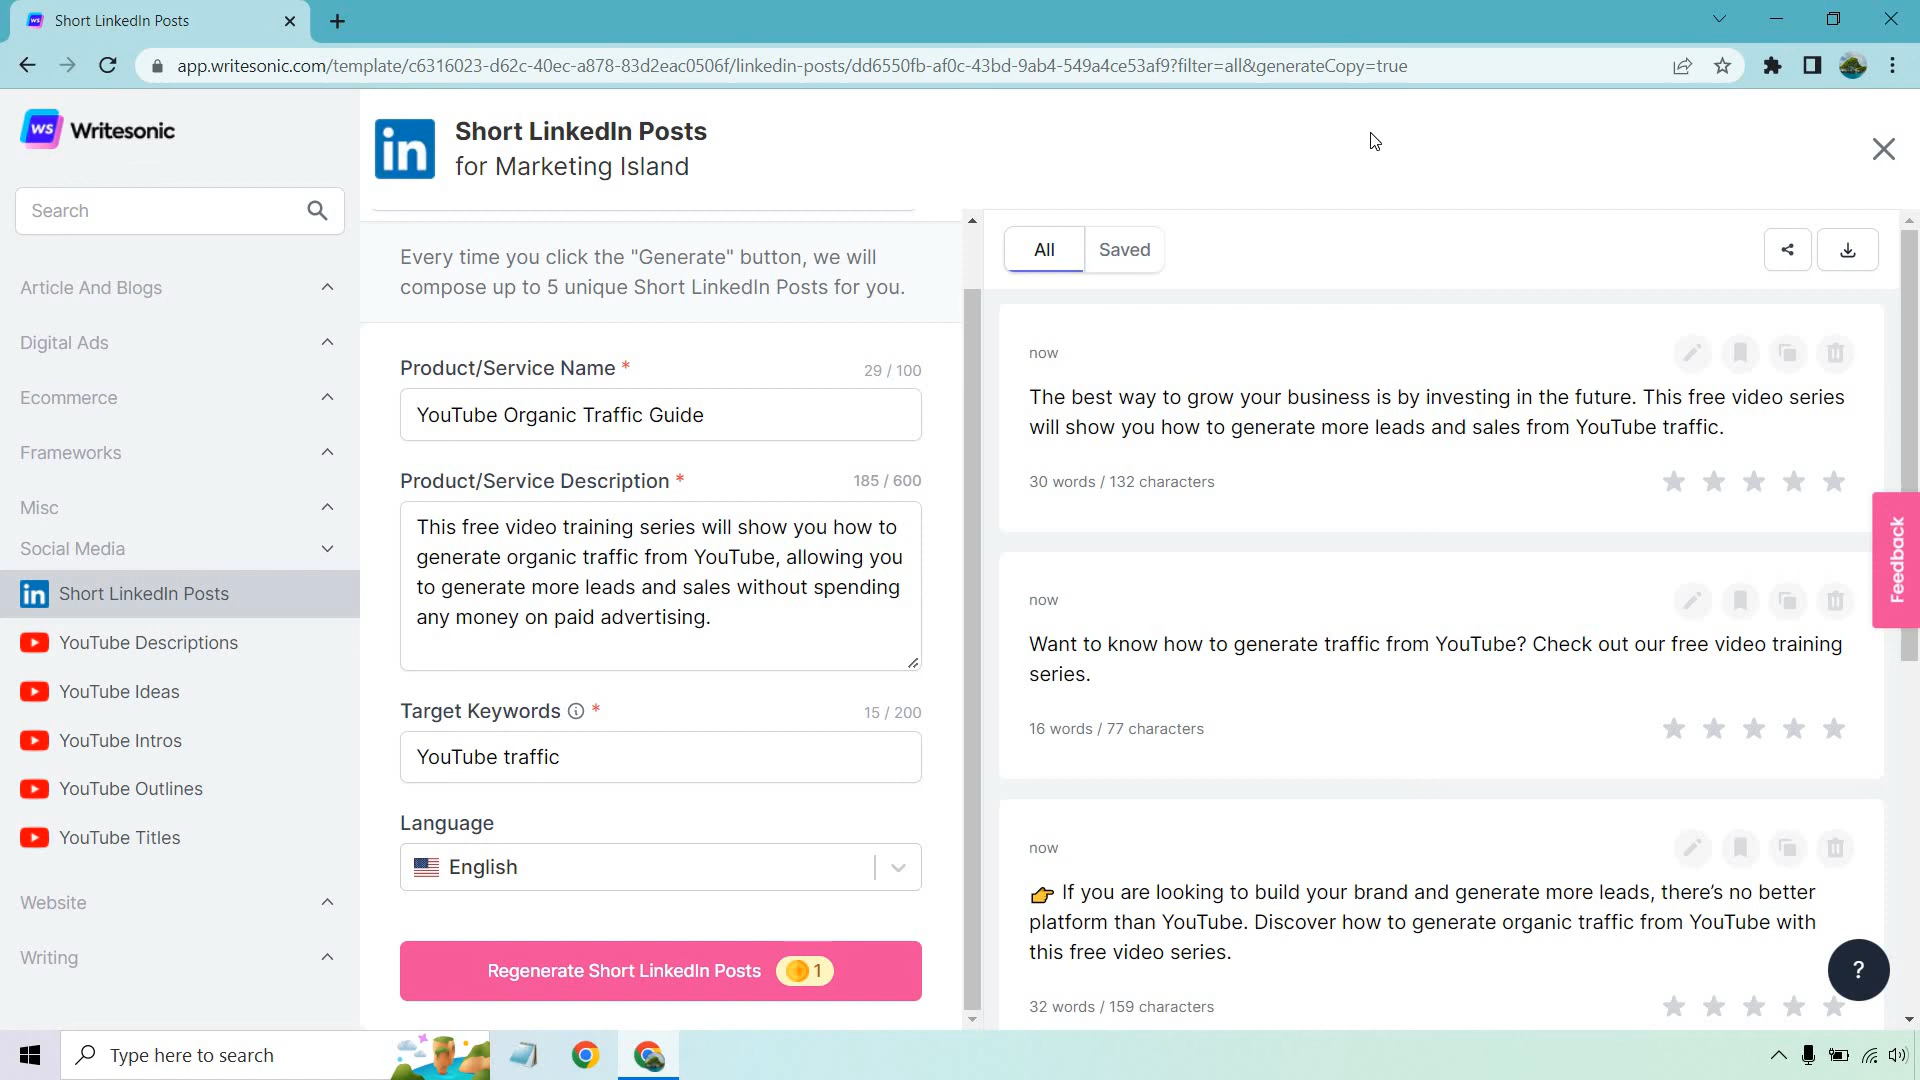 Short LinkedIn Posts
app.writesonic.com/template/c6316023-d62c-40ec-a878-83d2eac0506f/linkedin-posts/dd6550fb-af0c-43bd-9ab4-549a4ce53af9?filter=all&generateCopy=true
WS Writesonic
Search
Article And Blogs
Digital Ads
Ecommerce
Frameworks
Misc
Social Media
in Short LinkedIn Posts
YouTube Descriptions
YouTube Ideas
YouTube Intros
YouTube Outlines
YouTube Titles
Website
Writing
in
Short LinkedIn Posts
for Marketing Island
Every time you click the "Generate" button, we will
compose up to 5 unique Short LinkedIn Posts for you.
Product/Service Name * 29 / 100
YouTube Organic Traffic Guide
Product/Service Description * 185 / 600
This free video training series will show you how to
generate organic traffic from YouTube, allowing you
to generate more leads and sales without spending
any money on paid advertising.
Target Keywords * 15 / 200
YouTube traffic
Language
English
Regenerate Short LinkedIn Posts 1
All Saved
now
The best way to grow your business is by investing in the future. This free video series
will show you how to generate more leads and sales from YouTube traffic.
30 words / 132 characters
now
Want to know how to generate traffic from YouTube? Check out our free video training
series.
16 words / 77 characters
now
👉 If you are looking to build your brand and generate more leads, there's no better
platform than YouTube. Discover how to generate organic traffic from YouTube with
this free video series.
32 words / 159 characters
Feedback
?
Type here to search